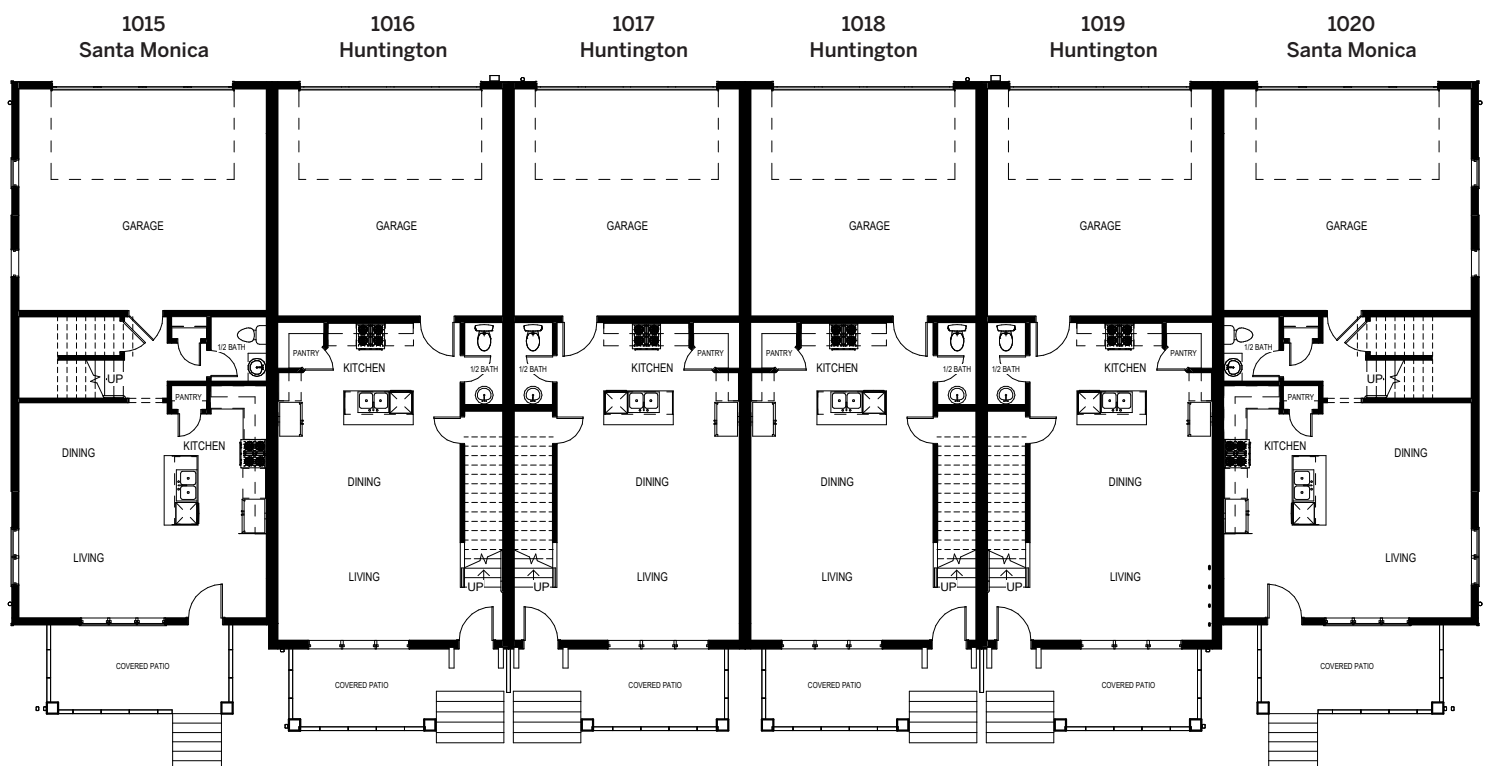 1015
Santa Monica
1016
Huntington
1017
Huntington
1018
Huntington
1019
Huntington
1020
Santa Monica
GARAGE
GARAGE
GARAGE
GARAGE
GARAGE
GARAGE
1/2 BATH
UP
PANTRY
KITCHEN
DINING
LIVING
COVERED PATIO
PANTRY
KITCHEN
1/2 BATH
DINING
LIVING
UP
COVERED PATIO
1/2 BATH
KITCHEN
PANTRY
DINING
LIVING
UP
COVERED PATIO
PANTRY
KITCHEN
1/2 BATH
DINING
LIVING
UP
COVERED PATIO
1/2 BATH
KITCHEN
PANTRY
DINING
LIVING
UP
COVERED PATIO
1/2 BATH
UP
PANTRY
KITCHEN
DINING
LIVING
COVERED PATIO